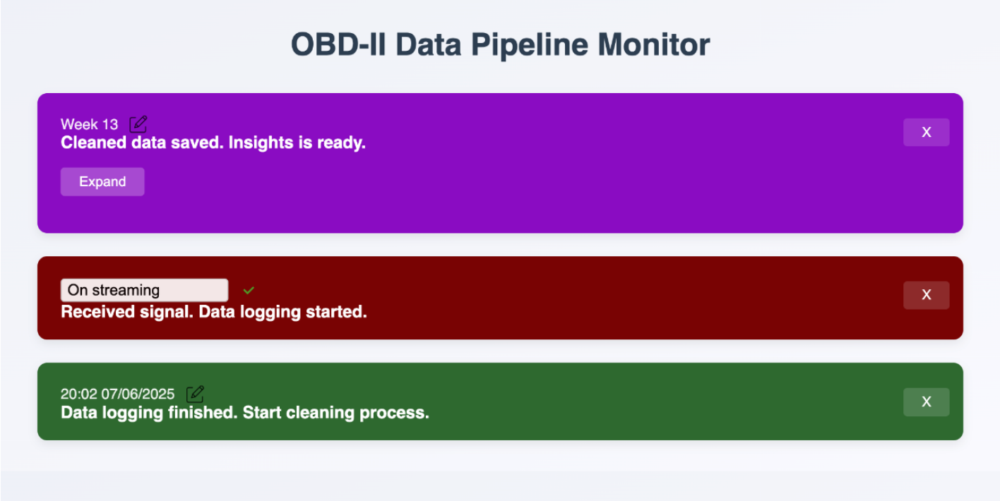 OBD-II Data Pipeline Monitor
Week 13
X
Cleaned data saved. Insights is ready.
Expand
On streaming
X
Received signal. Data logging started.
20:02 07/06/2025
X
Data logging finished. Start cleaning process.